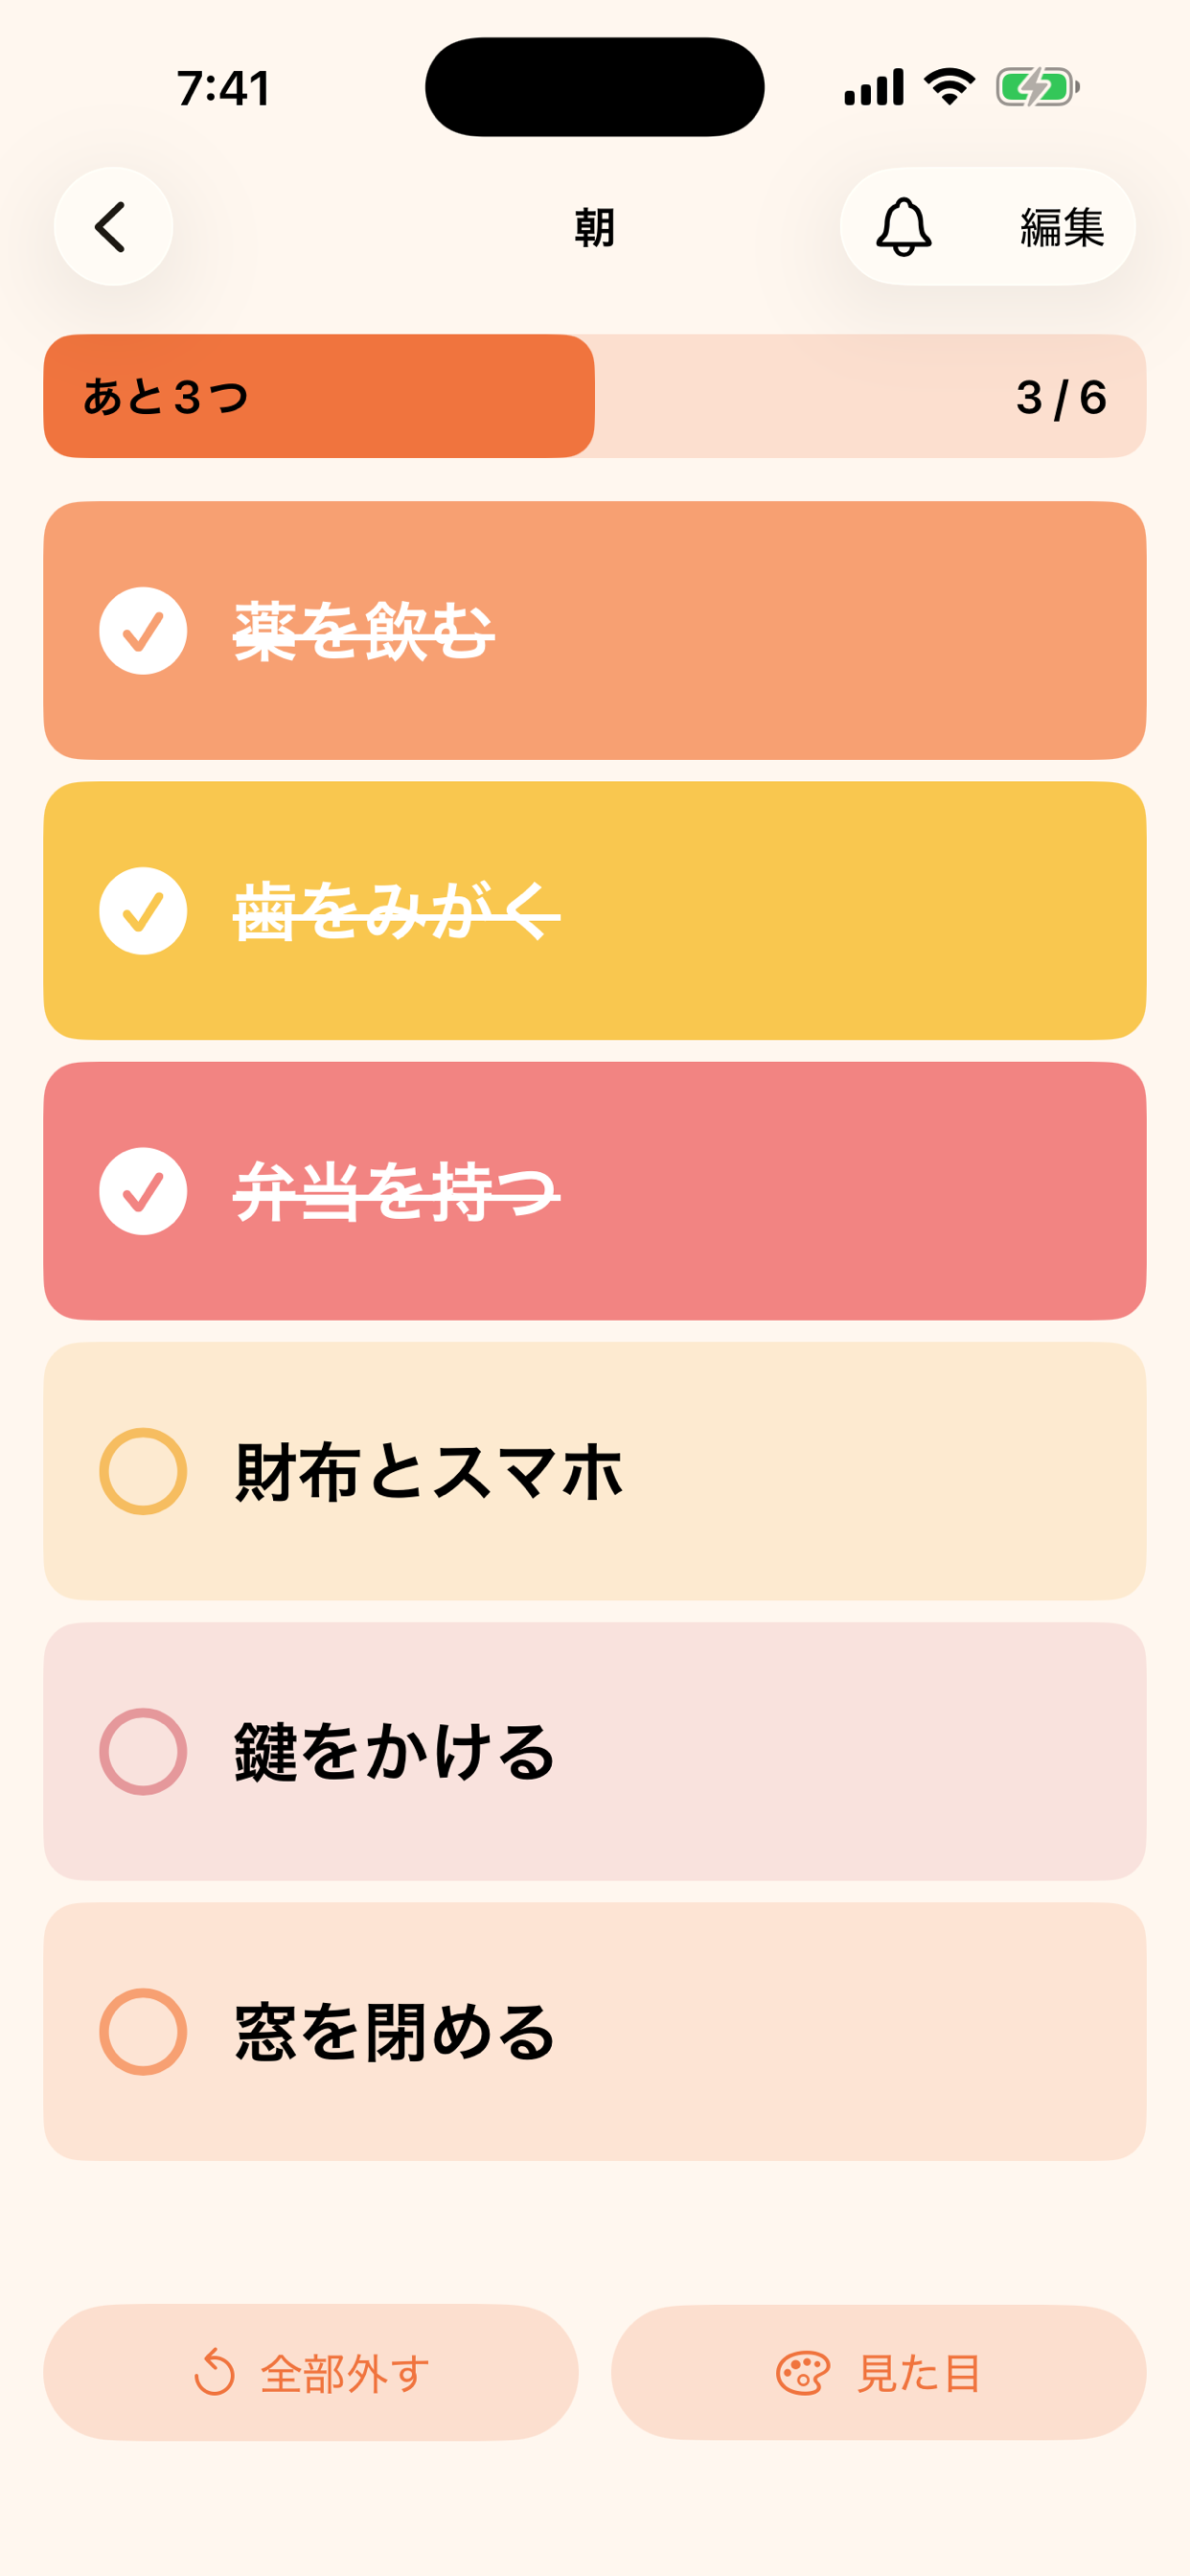 7:41
朝
編集
あと 3 つ
3 / 6
薬を飲む
歯をみがく
弁当を持つ
財布とスマホ
鍵をかける
窓を閉める
全部外す
見た目